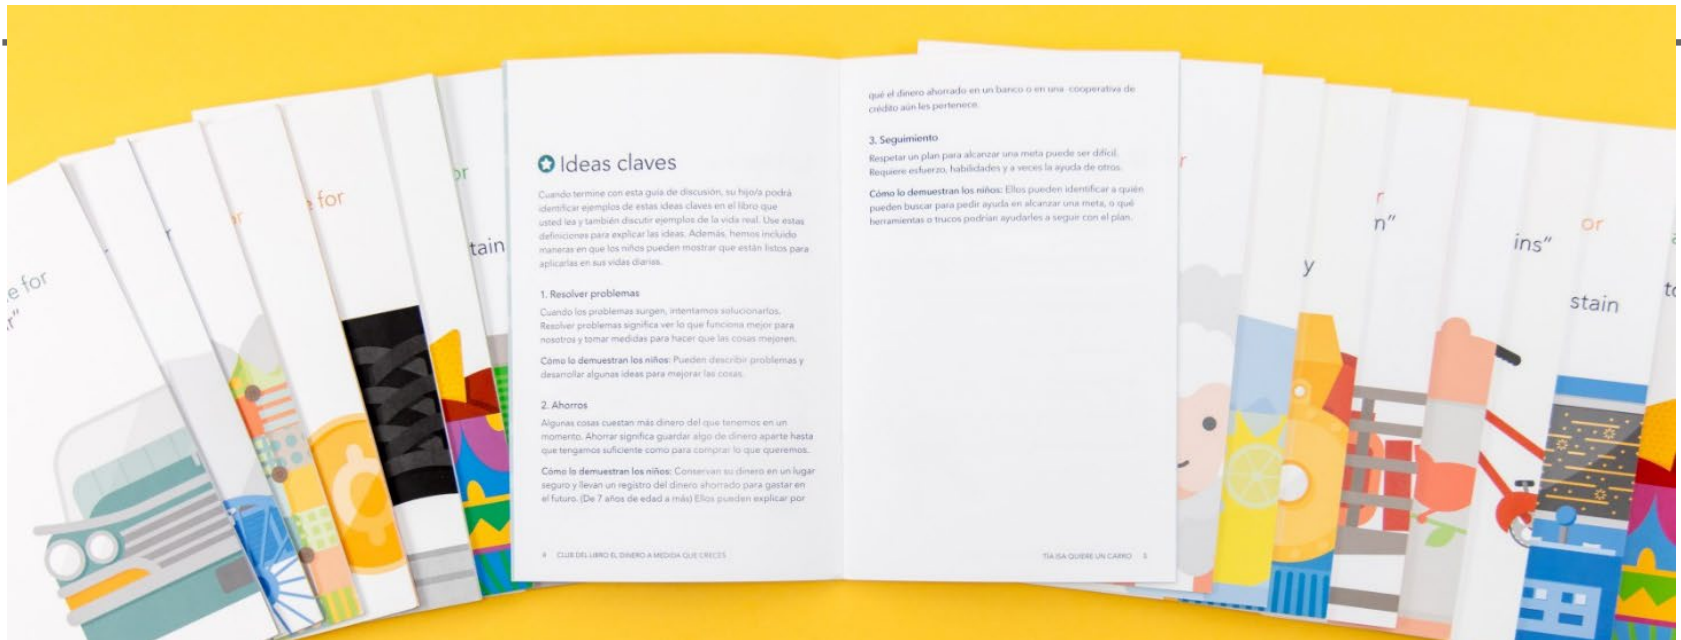 e for
r"
or
r
or
e for
or
tain
Ideas claves
Cuando termine con esta guía de discusión, su hijo/a podrá
identificar ejemplos de estas ideas claves en el libro que
usted lea y también discutir ejemplos de la vida real. Use estas
definiciones para explicar las ideas. Además, hemos incluido
maneras en que los niños pueden mostrar que están listos para
aplicarlas en sus vidas diarias.
1. Resolver problemas
Cuando los problemas surgen, intentamos solucionarlos.
Resolver problemas significa ver lo que funciona mejor para
nosotros y tomar medidas para hacer que las cosas mejoren.
Cómo lo demuestran los niños: Pueden describir problemas y
desarrollar algunas ideas para mejorar las cosas.
2. Ahorros
Algunas cosas cuestan más dinero del que tenemos en un
momento. Ahorrar significa guardar algo de dinero aparte hasta
que tengamos suficiente como para comprar lo que queremos.
Cómo lo demuestran los niños: Conservan su dinero en un lugar
seguro y llevan un registro del dinero ahorrado para gastar en
el futuro. (De 7 años de edad a más) Ellos pueden explicar por
4 CLUB DEL LIBRO EL DINERO A MEDIDA QUE CRECES
qué el dinero ahorrado en un banco o en una cooperativa de
crédito aún les pertenece.
3. Seguimiento
Respetar un plan para alcanzar una meta puede ser difícil.
Requiere esfuerzo, habilidades y a veces la ayuda de otros.
Cómo lo demuestran los niños: Ellos pueden identificar a quién
pueden buscar para pedir ayuda en alcanzar una meta, o qué
herramientas o trucos podrían ayudarles a seguir con el plan.
TÍA ISA QUIERE UN CARRO 5
r
y
r
n"
ins"
or
stain
to